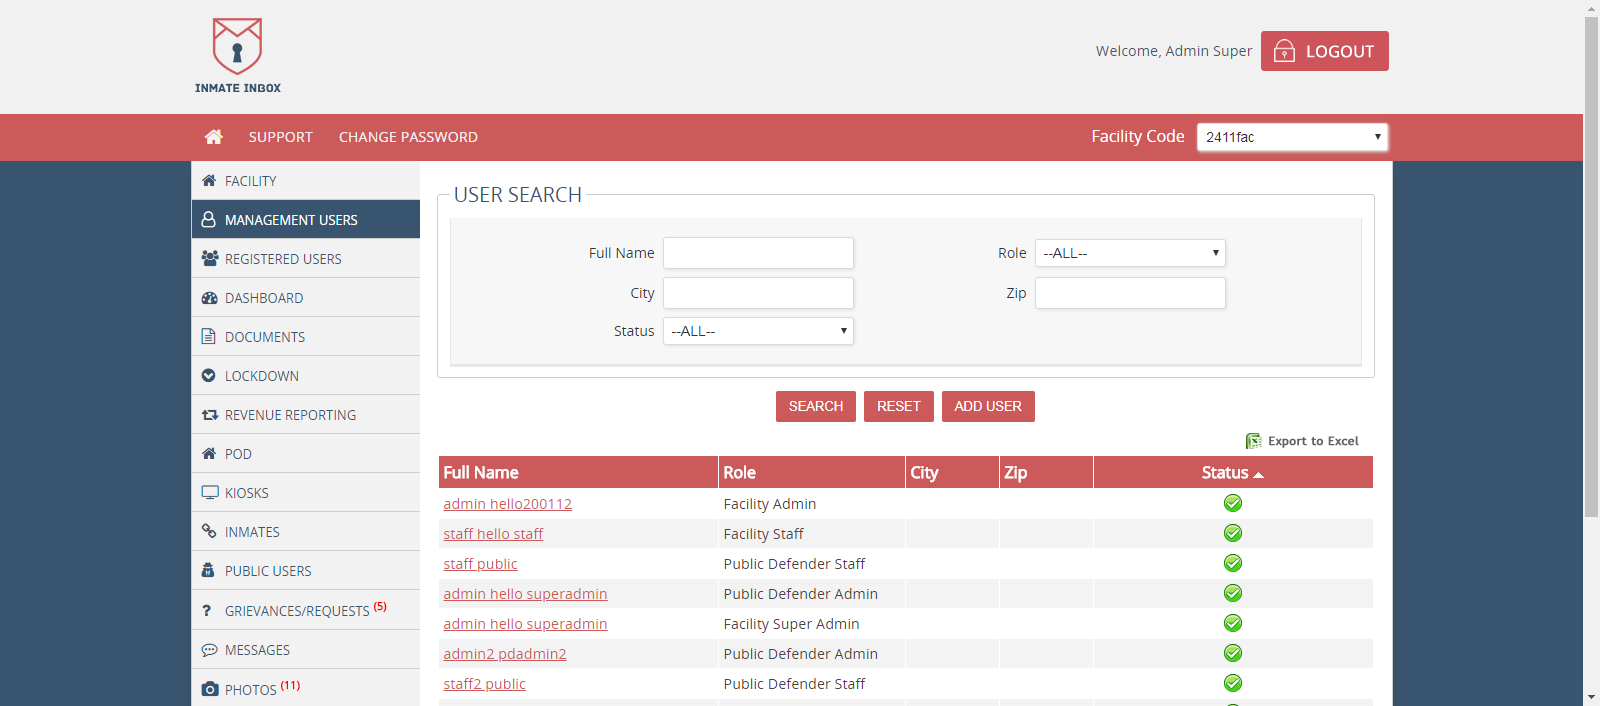 INMATE INBOX
Welcome, Admin Super
LOGOUT
SUPPORT
CHANGE PASSWORD
Facility Code
2411fac
FACILITY
MANAGEMENT USERS
REGISTERED USERS
DASHBOARD
DOCUMENTS
LOCKDOWN
REVENUE REPORTING
POD
KIOSKS
INMATES
PUBLIC USERS
GRIEVANCES/REQUESTS (5)
MESSAGES
PHOTOS (11)
USER SEARCH
Full Name
Role --ALL--
City
Zip
Status --ALL--
SEARCH RESET ADD USER
Export to Excel
Full Name Role City Zip Status
admin hello200112 Facility Admin
staff hello staff Facility Staff
staff public Public Defender Staff
admin hello superadmin Public Defender Admin
admin hello superadmin Facility Super Admin
admin2 pdadmin2 Public Defender Admin
staff2 public Public Defender Staff